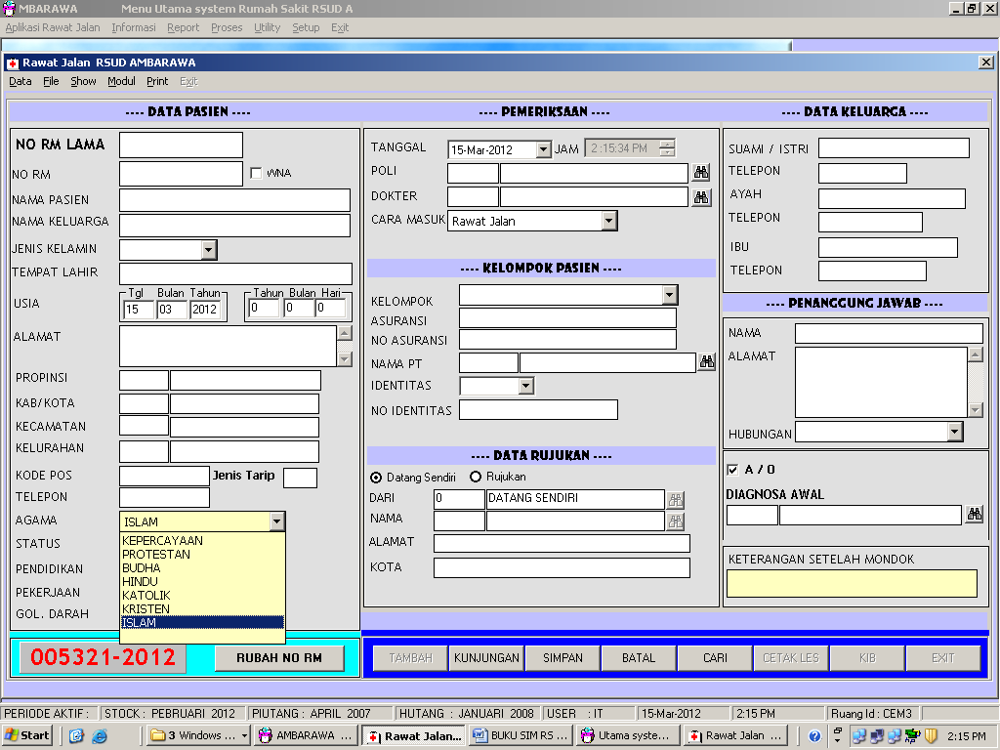 MBARAWA Menu Utama system Rumah Sakit RSUD A
Aplikasi Rawat Jalan Informasi Report Proses Utility Setup Exit
Rawat Jalan RSUD AMBARAWA
Data File Show Modul Print Exit
---- DATA PASIEN ----
NO RM LAMA
NO RM WNA
NAMA PASIEN
NAMA KELUARGA
JENIS KELAMIN
TEMPAT LAHIR
Tgl Bulan Tahun Tahun Bulan Hari
USIA 15 03 2012 0 0 0
ALAMAT
PROPINSI
KAB/KOTA
KECAMATAN
KELURAHAN
KODE POS Jenis Tarip
TELEPON
AGAMA ISLAM
STATUS
PENDIDIKAN
PEKERJAAN
GOL. DARAH
KEPERCAYAAN
PROTESTAN
BUDHA
HINDU
KATOLIK
KRISTEN
ISLAM
005321-2012 RUBAH NO RM
---- PEMERIKSAAN ----
TANGGAL 15-Mar-2012 JAM 2:15:34 PM
POLI
DOKTER
CARA MASUK Rawat Jalan
---- KELOMPOK PASIEN ----
KELOMPOK
ASURANSI
NO ASURANSI
NAMA PT
IDENTITAS
NO IDENTITAS
---- DATA RUJUKAN ----
Datang Sendiri Rujukan
DARI 0 DATANG SENDIRI
NAMA
ALAMAT
KOTA
---- DATA KELUARGA ----
SUAMI / ISTRI
TELEPON
AYAH
TELEPON
IBU
TELEPON
---- PENANGGUNG JAWAB ----
NAMA
ALAMAT
HUBUNGAN
A / O
DIAGNOSA AWAL
KETERANGAN SETELAH MONDOK
TAMBAH KUNJUNGAN SIMPAN BATAL CARI CETAK LES KIB EXIT
PERIODE AKTIF : STOCK : PEBRUARI 2012 PIUTANG : APRIL 2007 HUTANG : JANUARI 2008 USER : IT 15-Mar-2012 2:15 PM Ruang Id : CEM3
Start 3 Windows ... AMBARAWA ... Rawat Jalan... BUKU SIM RS ... Utama syste... Rawat Jalan ... 2:15 PM